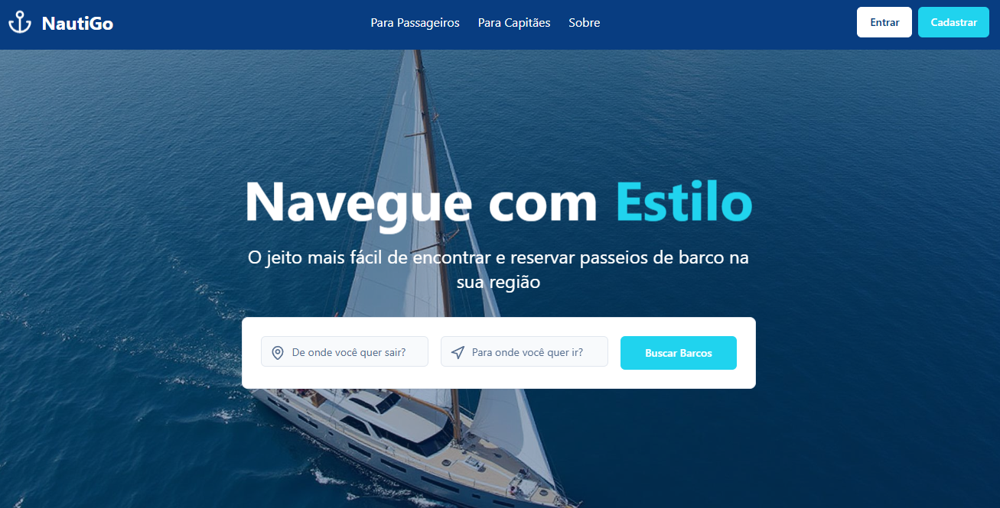 NautiGo
Para Passageiros
Para Capitães
Sobre
Entrar
Cadastrar
Navegue com Estilo
O jeito mais fácil de encontrar e reservar passeios de barco na
sua região
De onde você quer sair?
Para onde você quer ir?
Buscar Barcos